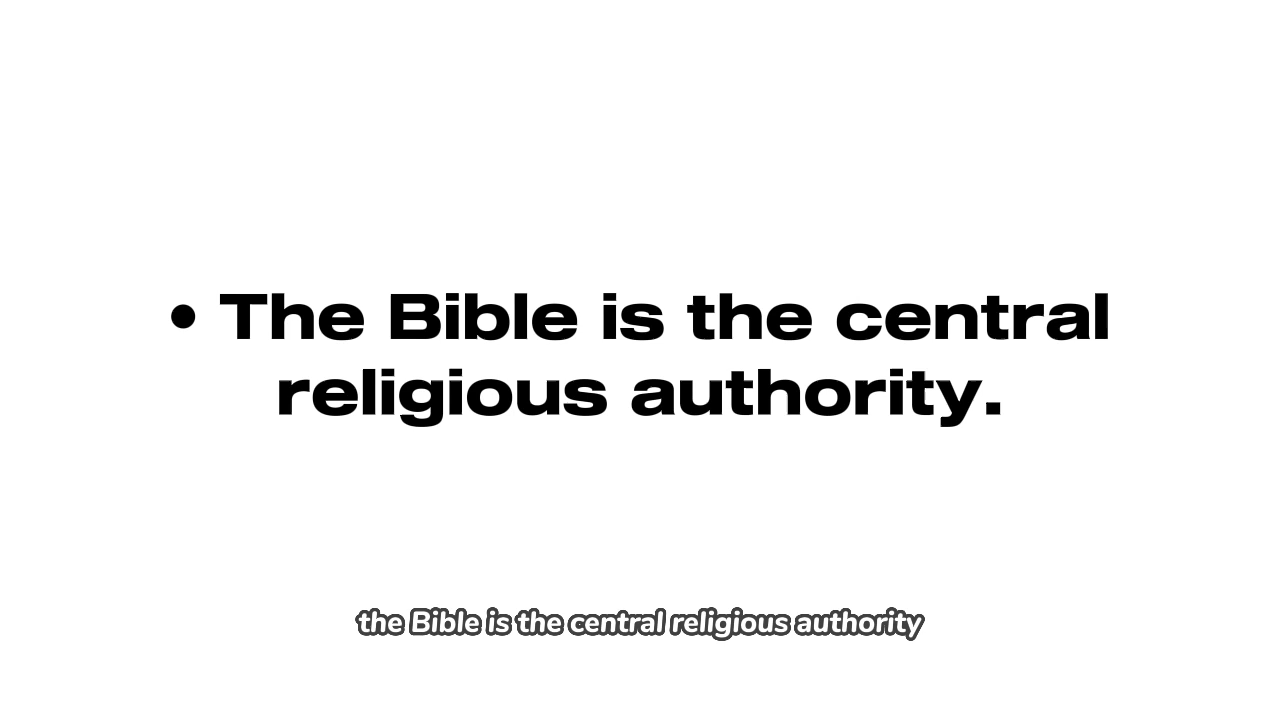 • The Bible is the central
religious authority.
the Bible is the central religious authority